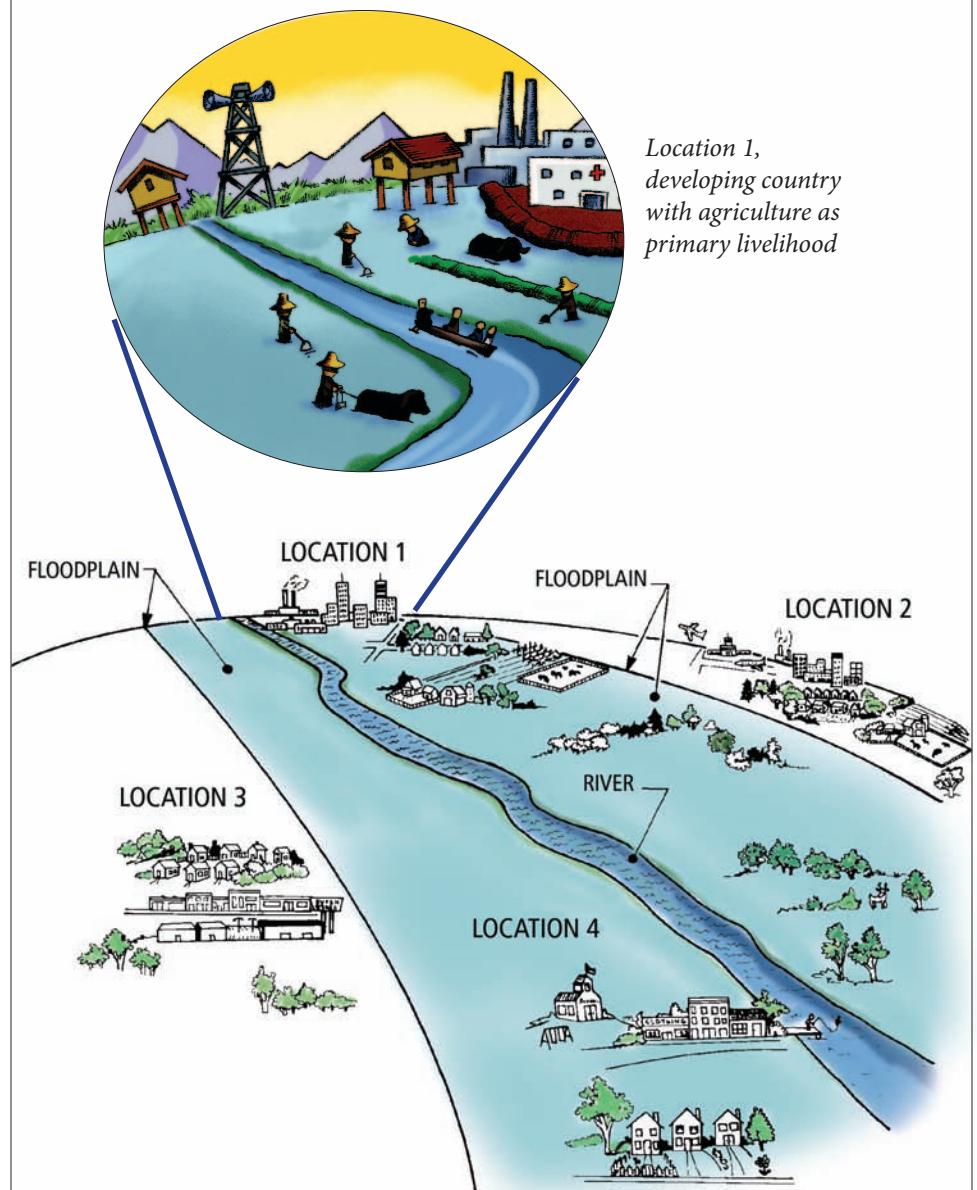 Location 1,
developing country
with agriculture as
primary livelihood
LOCATION 1
FLOODPLAIN
FLOODPLAIN
LOCATION 2
RIVER
LOCATION 3
LOCATION 4
CLOTHING